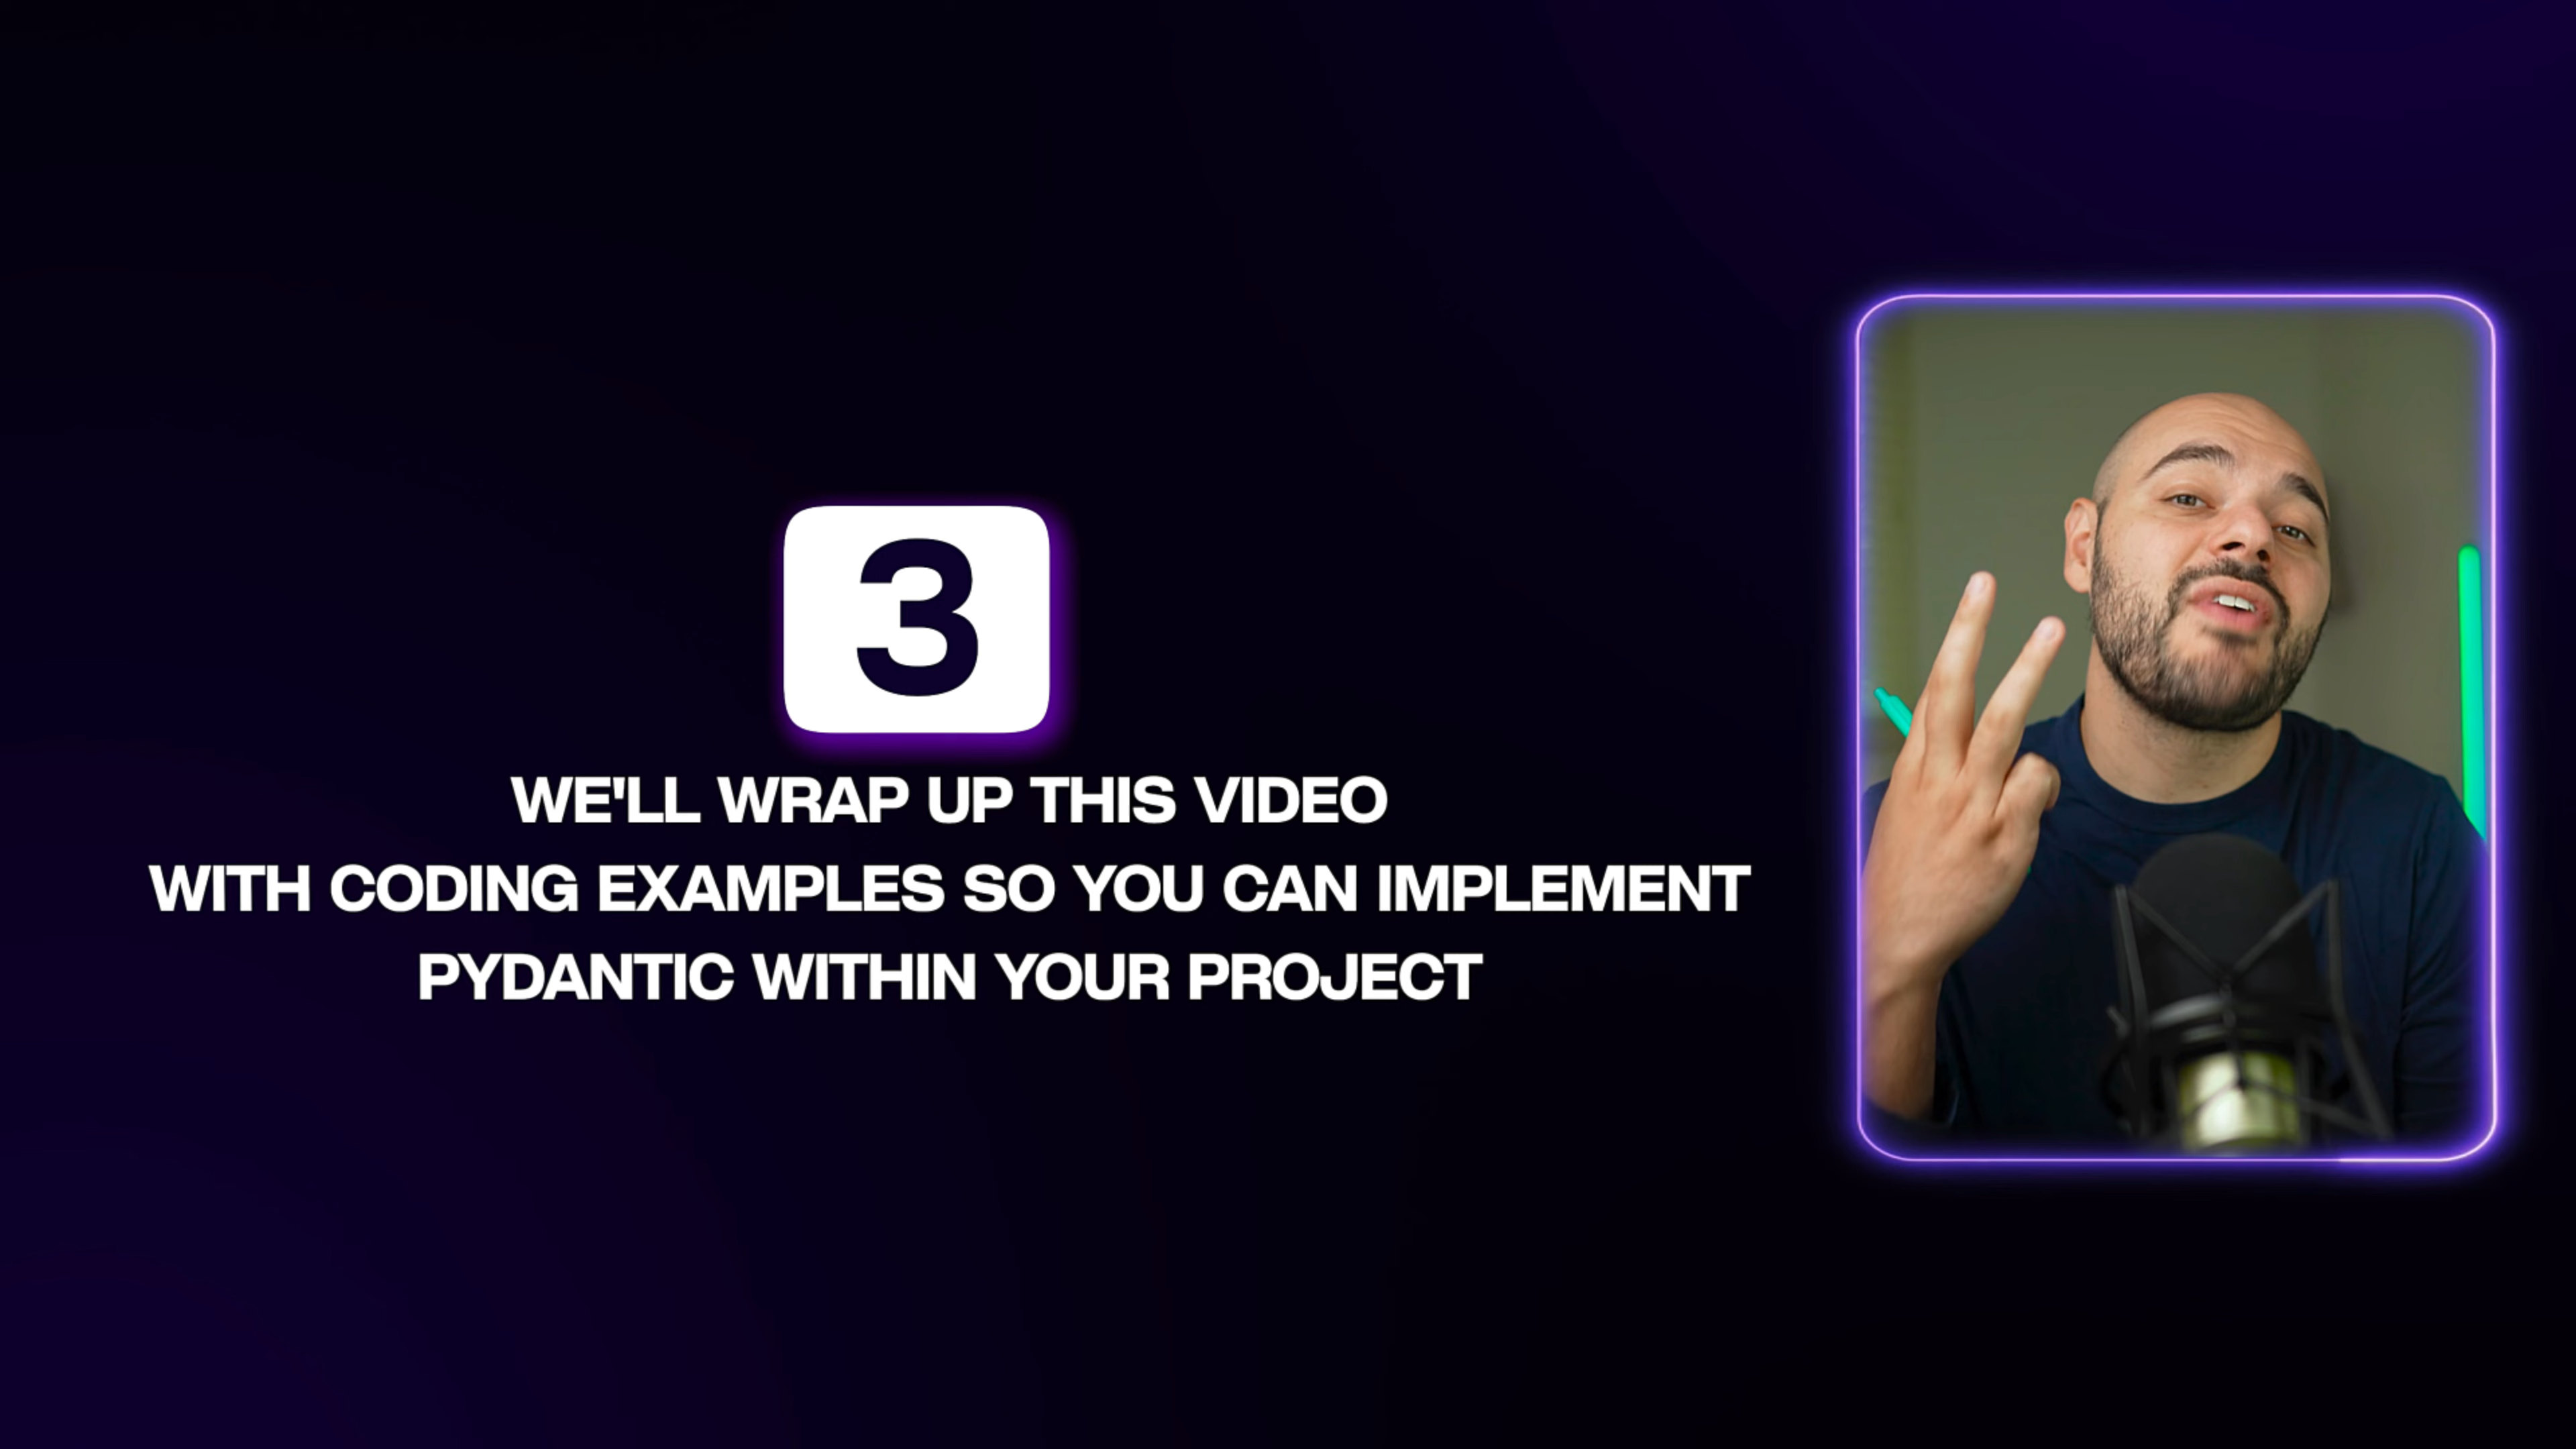 3
WE'LL WRAP UP THIS VIDEO
WITH CODING EXAMPLES SO YOU CAN IMPLEMENT
PYDANTIC WITHIN YOUR PROJECT